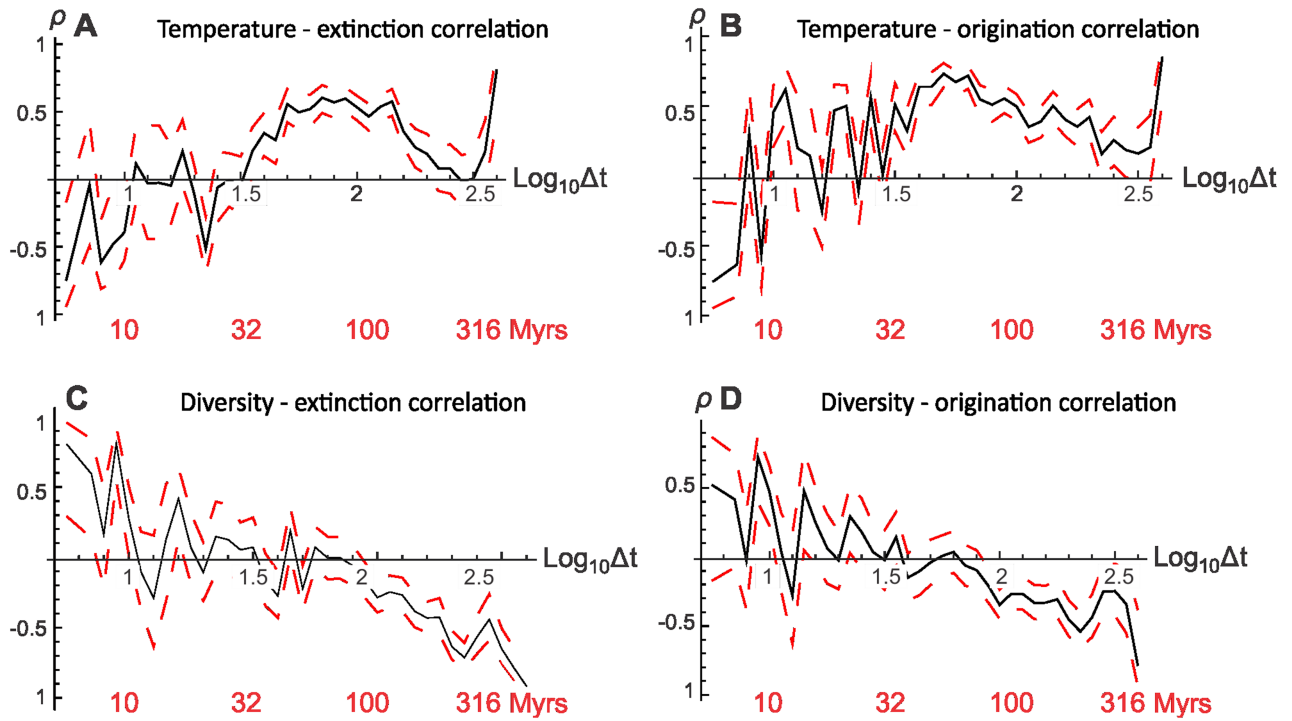 ρ A Temperature - extinction correlation
1
0.5
-0.5
1
1 1.5 2 2.5 Log10Δt
10 32 100 316 Myrs
ρ B Temperature - origination correlation
1
0.5
-0.5
1
1 1.5 2 2.5 Log10Δt
10 32 100 316 Myrs
C Diversity - extinction correlation
1
0.5
-0.5
1
1 1.5 2 2.5 Log10Δt
10 32 100 316 Myrs
ρ D Diversity - origination correlation
0.5
-0.5
1
1 1.5 2 2.5 Log10Δt
10 32 100 316 Myrs